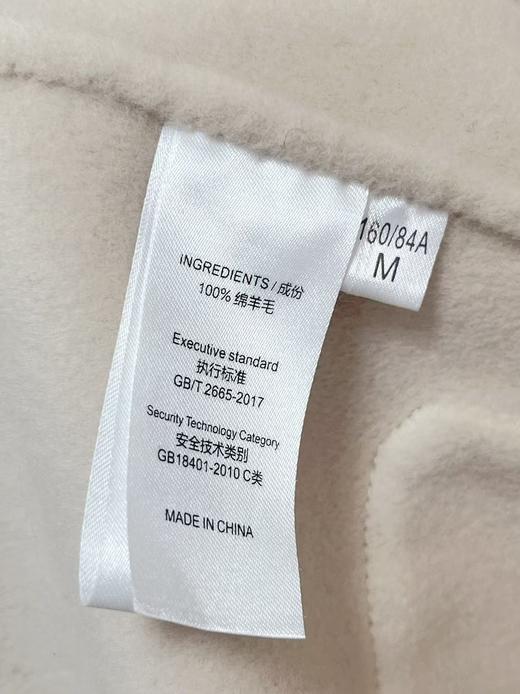 INGREDIENTS / 成份
100% 绵羊毛
Executive standard
执行标准
GB/T 2665-2017
Security Technology Category
安全技术类别
GB18401-2010 C类
MADE IN CHINA
160/84A
M